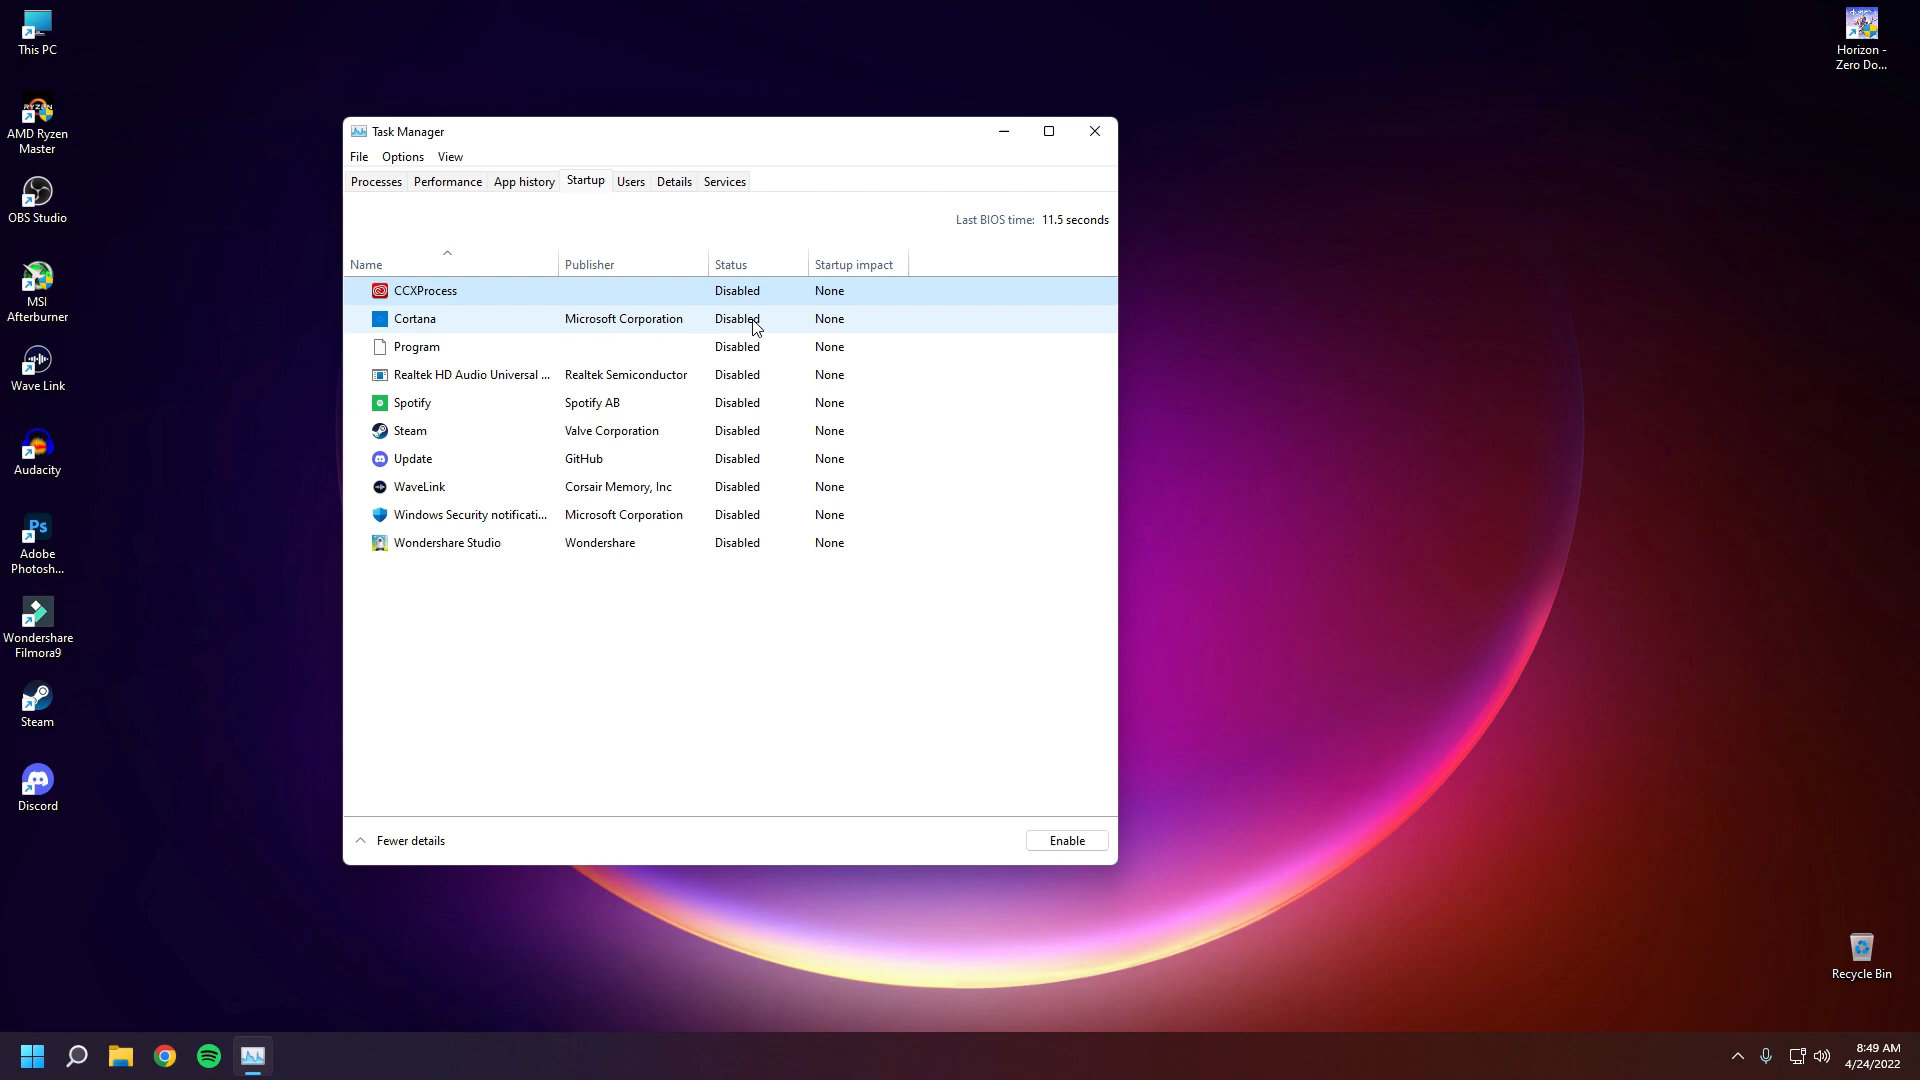 This PC
AMD Ryzen
Master
OBS Studio
MSI
Afterburner
Wave Link
Audacity
Ps
Adobe
Photosh...
Wondershare
Filmora9
Steam
Discord
Horizon -
Zero Do...
Recycle Bin
Task Manager
File Options View
Processes Performance App history Startup Users Details Services
Last BIOS time: 11.5 seconds
Name Publisher Status Startup impact
CCXProcess Disabled None
Cortana Microsoft Corporation Disabled None
Program Disabled None
Realtek HD Audio Universal ... Realtek Semiconductor Disabled None
Spotify Spotify AB Disabled None
Steam Valve Corporation Disabled None
Update GitHub Disabled None
WaveLink Corsair Memory, Inc Disabled None
Windows Security notificati... Microsoft Corporation Disabled None
Wondershare Studio Wondershare Disabled None
Fewer details Enable
8:49 AM
4/24/2022